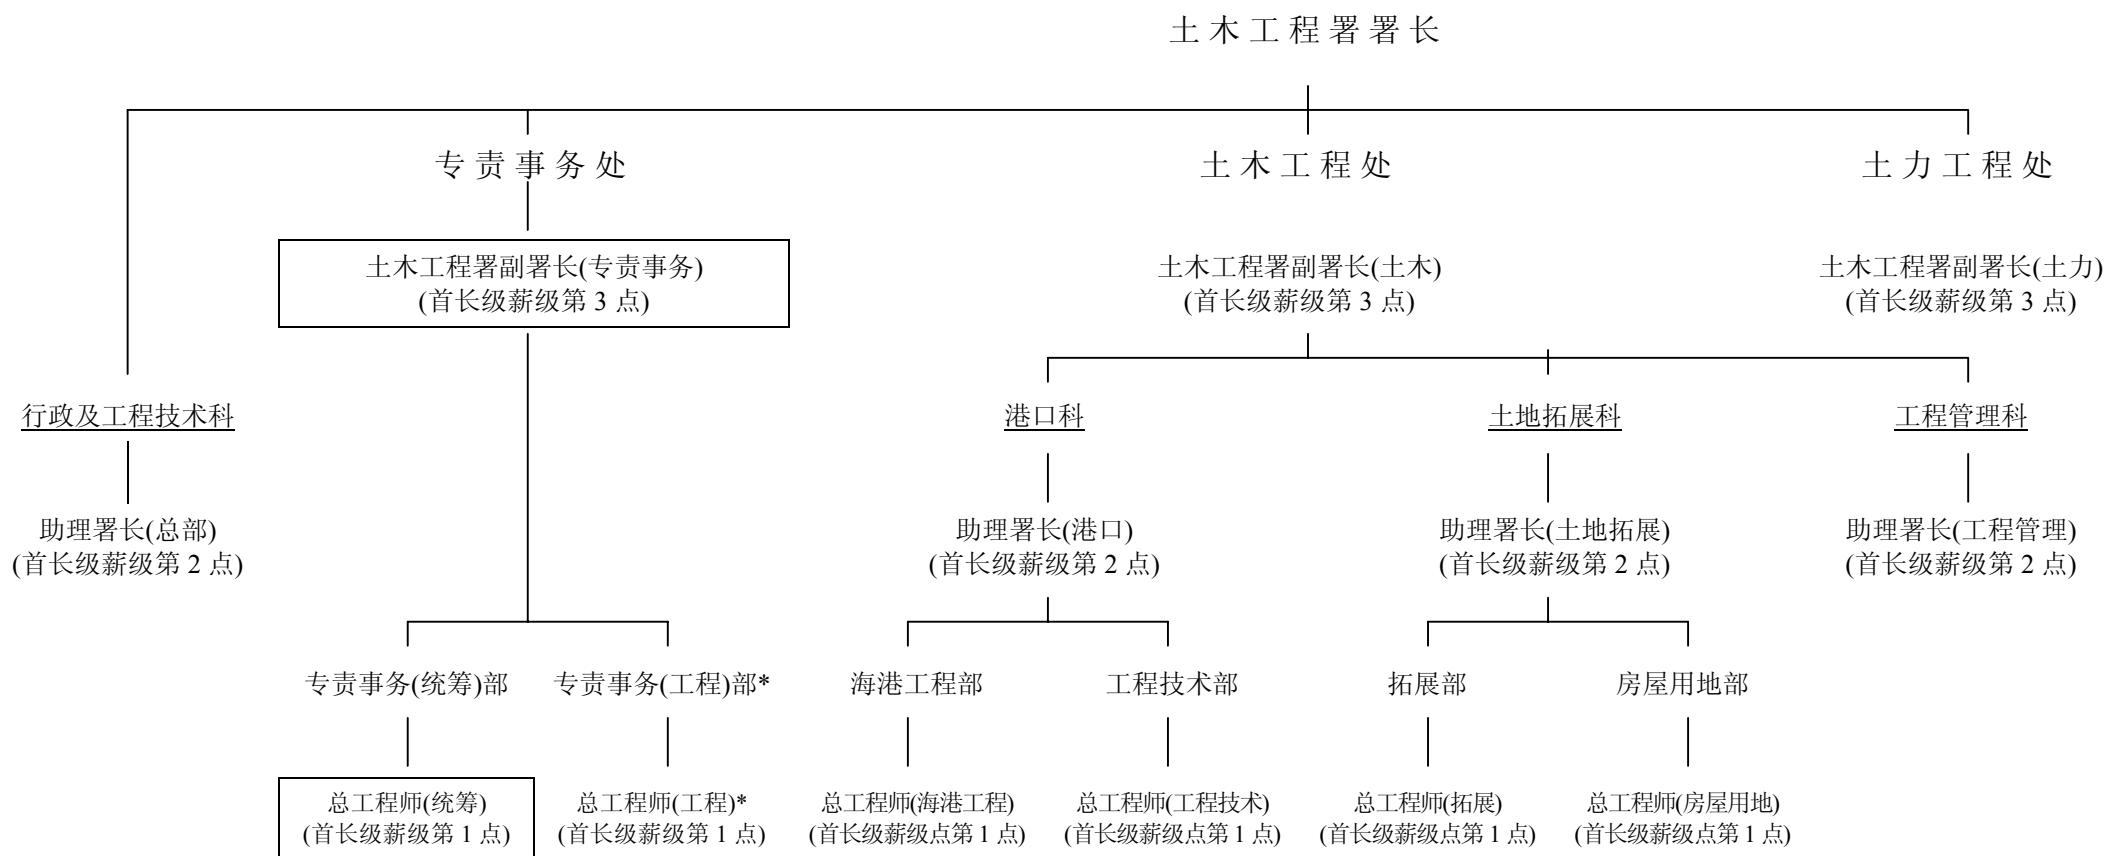 土木工程署署长
专责事务处
土木工程处
土力工程处
土木工程署副署长(专责事务)
(首长级薪级第 3 点)
土木工程署副署长(土木)
(首长级薪级第 3 点)
土木工程署副署长(土力)
(首长级薪级第 3 点)
行政及工程技术科
港口科
土地拓展科
工程管理科
助理署长(总部)
(首长级薪级第 2 点)
助理署长(港口)
(首长级薪级第 2 点)
助理署长(土地拓展)
(首长级薪级第 2 点)
助理署长(工程管理)
(首长级薪级第 2 点)
专责事务(统筹)部
专责事务(工程)部*
海港工程部
工程技术部
拓展部
房屋用地部
总工程师(统筹)
(首长级薪级第 1 点)
总工程师(工程)*
(首长级薪级第 1 点)
总工程师(海港工程)
(首长级薪级点第 1 点)
总工程师(工程技术)
(首长级薪级点第 1 点)
总工程师(拓展)
(首长级薪级点第 1 点)
总工程师(房屋用地)
(首长级薪级点第 1 点)